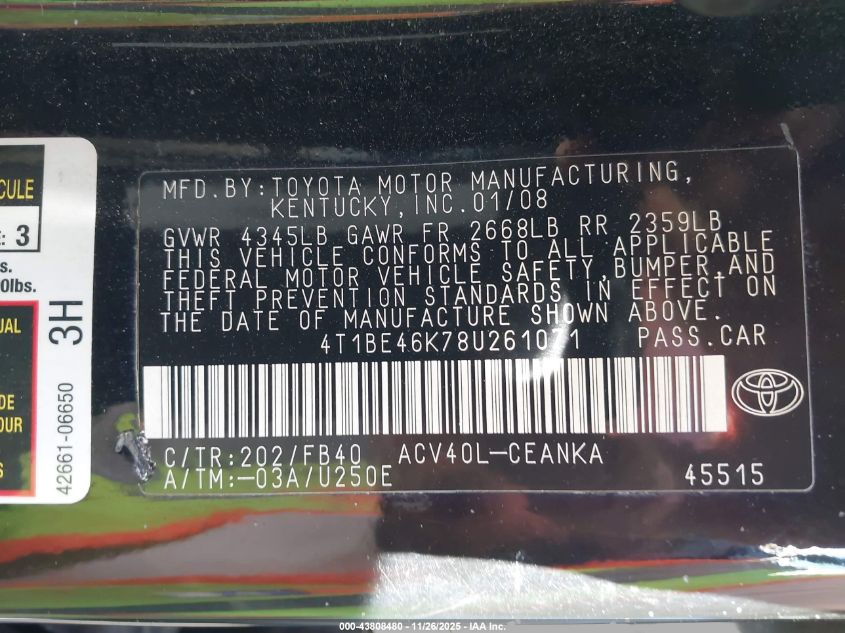 CULE
: 3
s.
0lbs.
UAL
DE
OUR
S
3H
42661-06650
MFD.BY:TOYOTA MOTOR MANUFACTURING,
KENTUCKY,INC.01/08
GVWR 4345LB GAWR FR 2668LB RR 2359LB
THIS VEHICLE CONFORMS TO ALL APPLICABLE
FEDERAL MOTOR VEHICLE SAFETY,BUMPER,AND
THEFT PREVENTION STANDARDS IN EFFECT ON
THE DATE OF MANUFACTURE SHOWN ABOVE.
4T1BE46K78U261071 PASS.CAR
C/TR:202/FB40 ACV40L-CEANKA
A/TM:-03A/U250E 45515
000-43808480 - 11/26/2025 - IAA Inc.